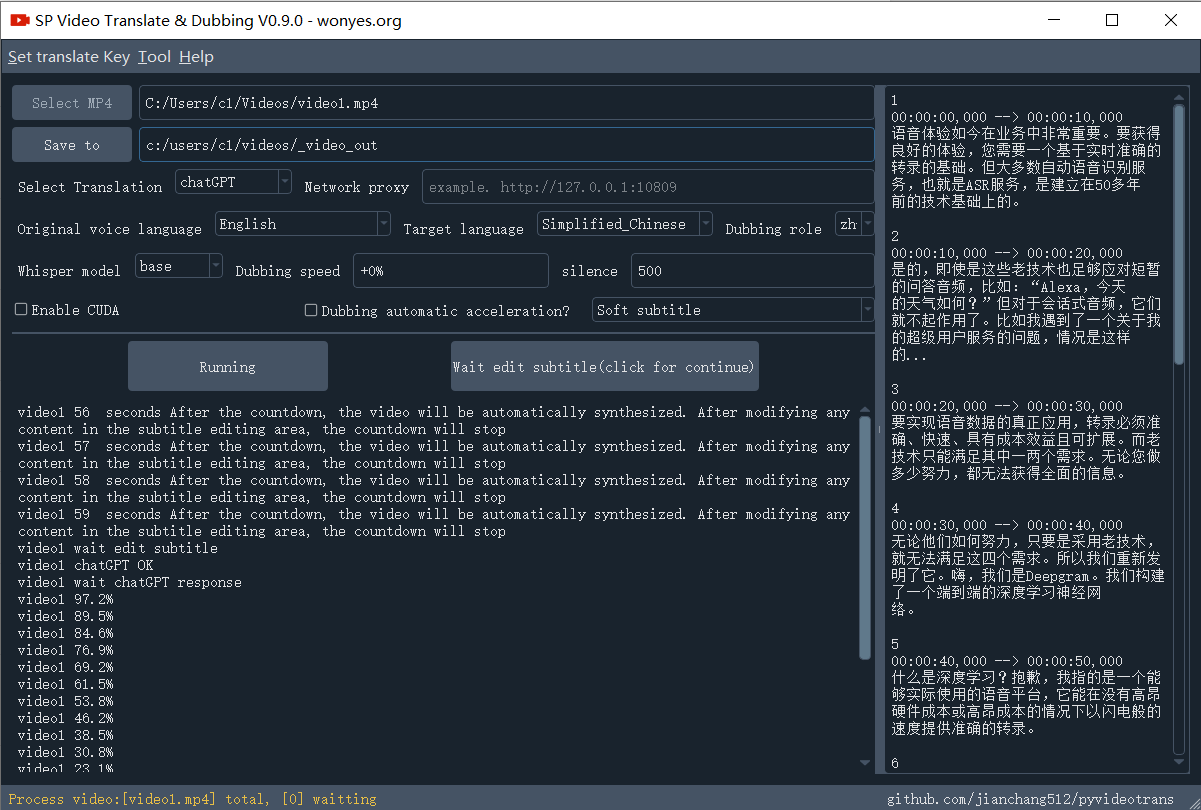 SP Video Translate & Dubbing V0.9.0 - wonyes.org
Set translate Key Tool Help
Select MP4 C:/Users/c1/Videos/video1.mp4
Save to c:/users/c1/videos/_video_out
Select Translation chatGPT Network proxy example. http://127.0.0.1:10809
Original voice language English Target language Simplified_Chinese Dubbing role zh
Whisper model base Dubbing speed +0% silence 500
Enable CUDA Dubbing automatic acceleration? Soft subtitle
Running Wait edit subtitle(click for continue)
video1 56 seconds After the countdown, the video will be automatically synthesized. After modifying any
content in the subtitle editing area, the countdown will stop
video1 57 seconds After the countdown, the video will be automatically synthesized. After modifying any
content in the subtitle editing area, the countdown will stop
video1 58 seconds After the countdown, the video will be automatically synthesized. After modifying any
content in the subtitle editing area, the countdown will stop
video1 59 seconds After the countdown, the video will be automatically synthesized. After modifying any
content in the subtitle editing area, the countdown will stop
video1 wait edit subtitle
video1 chatGPT OK
video1 wait chatGPT response
video1 97.2%
video1 89.5%
video1 84.6%
video1 76.9%
video1 69.2%
video1 61.5%
video1 53.8%
video1 46.2%
video1 38.5%
video1 30.8%
video1 23.1%
1
00:00:00,000 --> 00:00:10,000
语音体验如今在业务中非常重要。要获得
良好的体验，您需要一个基于实时准确的
转录的基础。但大多数自动语音识别服
务，也就是ASR服务，是建立在50多年
前的技术基础上的。
2
00:00:10,000 --> 00:00:20,000
是的，即使是这些老技术也足够应对短暂
的问答音频，比如：“Alexa，今天
的天气如何？”但对于会话式音频，它们
就不起作用了。比如我遇到了一个关于我
的超级用户服务的问题，情况是这样
的...
3
00:00:20,000 --> 00:00:30,000
要实现语音数据的真正应用，转录必须准
确、快速、具有成本效益且可扩展。而老
技术只能满足其中一两个需求。无论您做
多少努力，都无法获得全面的信息。
4
00:00:30,000 --> 00:00:40,000
无论他们如何努力，只要是采用老技术，
就无法满足这四个需求。所以我们重新发
明了它。嗨，我们是Deepgram。我们构建
了一个端到端的深度学习神经网
络。
5
00:00:40,000 --> 00:00:50,000
什么是深度学习？抱歉，我指的是一个能
够实际使用的语音平台，它能在没有高昂
硬件成本或高昂成本的情况下以闪电般的
速度提供准确的转录。
6
Process video:[video1.mp4] total, [0] waitting
github.com/jianchang512/pyvideotrans